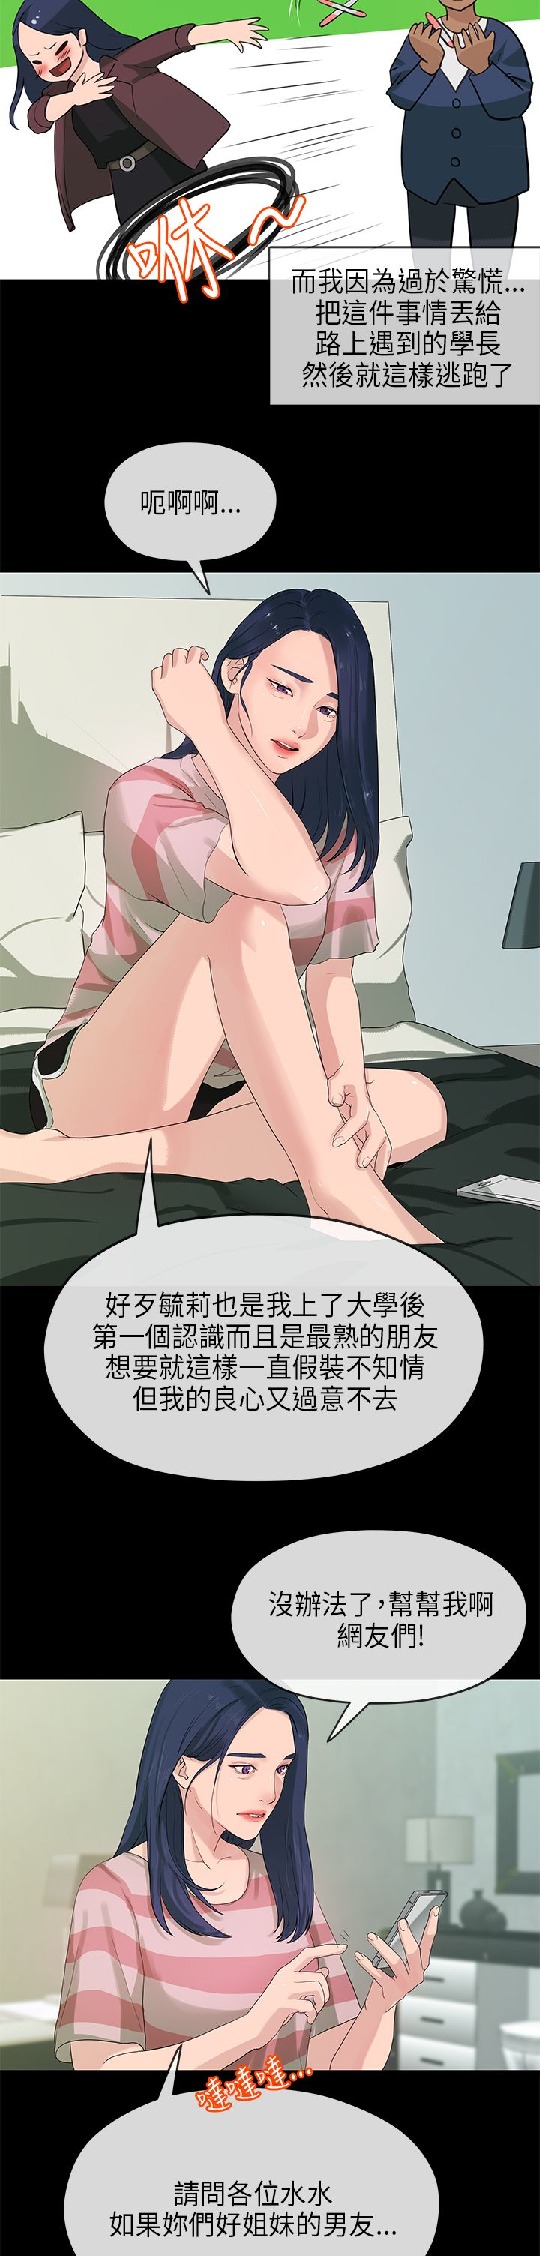 咻~
而我因為過於驚慌...
把這件事情丟給
路上遇到的學長
然後就這樣逃跑了
呃啊啊...
好歹毓莉也是我上了大學後
第一個認識而且是最熟的朋友
想要就這樣一直假裝不知情
但我的良心又過意不去
沒辦法了,幫幫我啊
網友們!
噠噠噠...
請問各位水水
如果妳們好姐妹的男友...